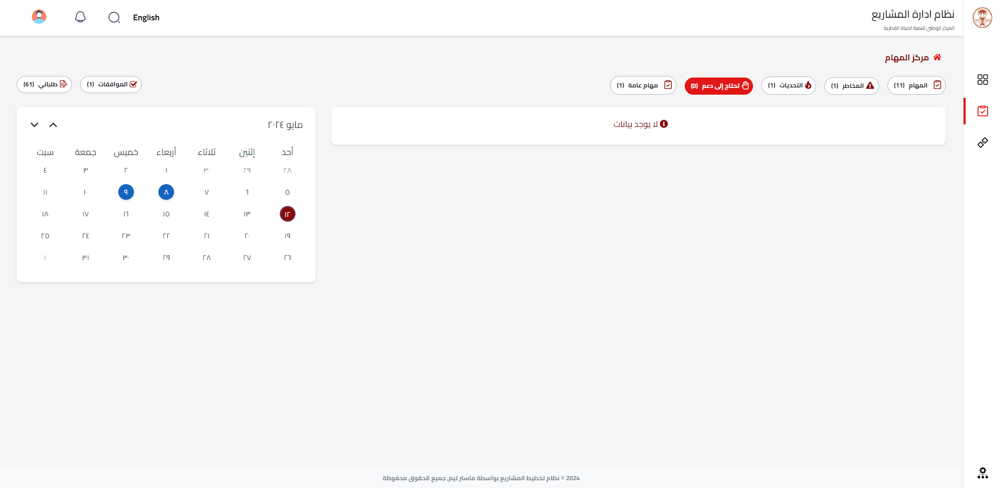 نظام ادارة المشاريع
المركز الوطني لتنمية الحياة الفطرية
English
مركز المهام
المهام (11)
المخاطر (1)
التحديات (1)
تحتاج إلى دعم (0)
مهام عامة (1)
الموافقات (1)
طلباتي (61)
لا يوجد بيانات
مايو ٢٠٢٤
أحد إثنين ثلاثاء أربعاء خميس جمعة سبت
٢٨ ٢٩ ٣٠ ١ ٢ ٣ ٤
٥ ٦ ٧ ٨ ٩ ١٠ ١١
١٢ ١٣ ١٤ ١٥ ١٦ ١٧ ١٨
١٩ ٢٠ ٢١ ٢٢ ٢٣ ٢٤ ٢٥
٢٦ ٢٧ ٢٨ ٢٩ ٣٠ ٣١ ١
2024 © نظام تخطيط المشاريع بواسطة ماستر تيم, جميع الحقوق محفوظة